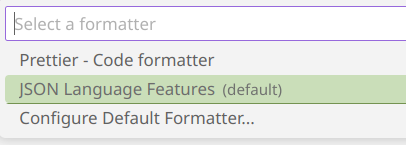 Select a formatter
Prettier - Code formatter
JSON Language Features (default)
Configure Default Formatter...